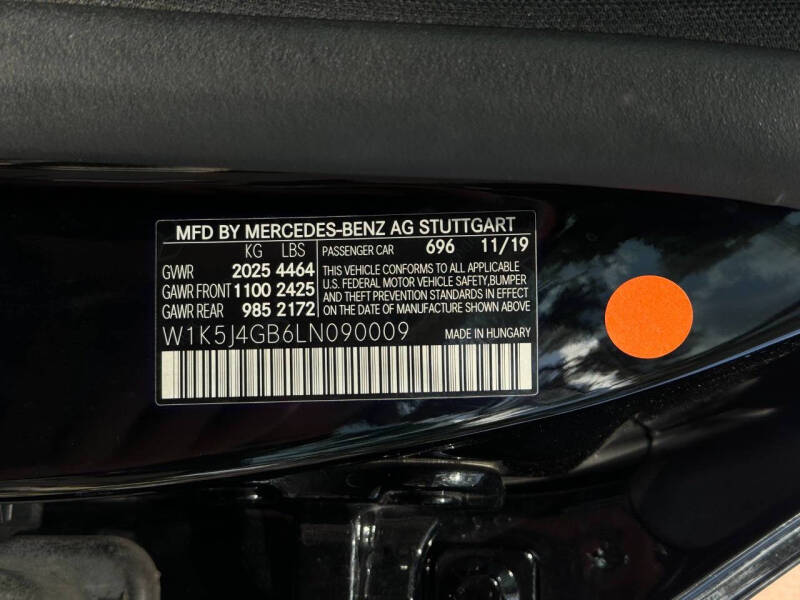 MFD BY MERCEDES-BENZ AG STUTTGART
KG LBS
GVWR 2025 4464
GAWR FRONT 1100 2425
GAWR REAR 985 2172
PASSENGER CAR 696 11/19
THIS VEHICLE CONFORMS TO ALL APPLICABLE
U.S. FEDERAL MOTOR VEHICLE SAFETY,BUMPER
AND THEFT PREVENTION STANDARDS IN EFFECT
ON THE DATE OF MANUFACTURE SHOWN ABOVE
W1K5J4GB6LN090009 MADE IN HUNGARY